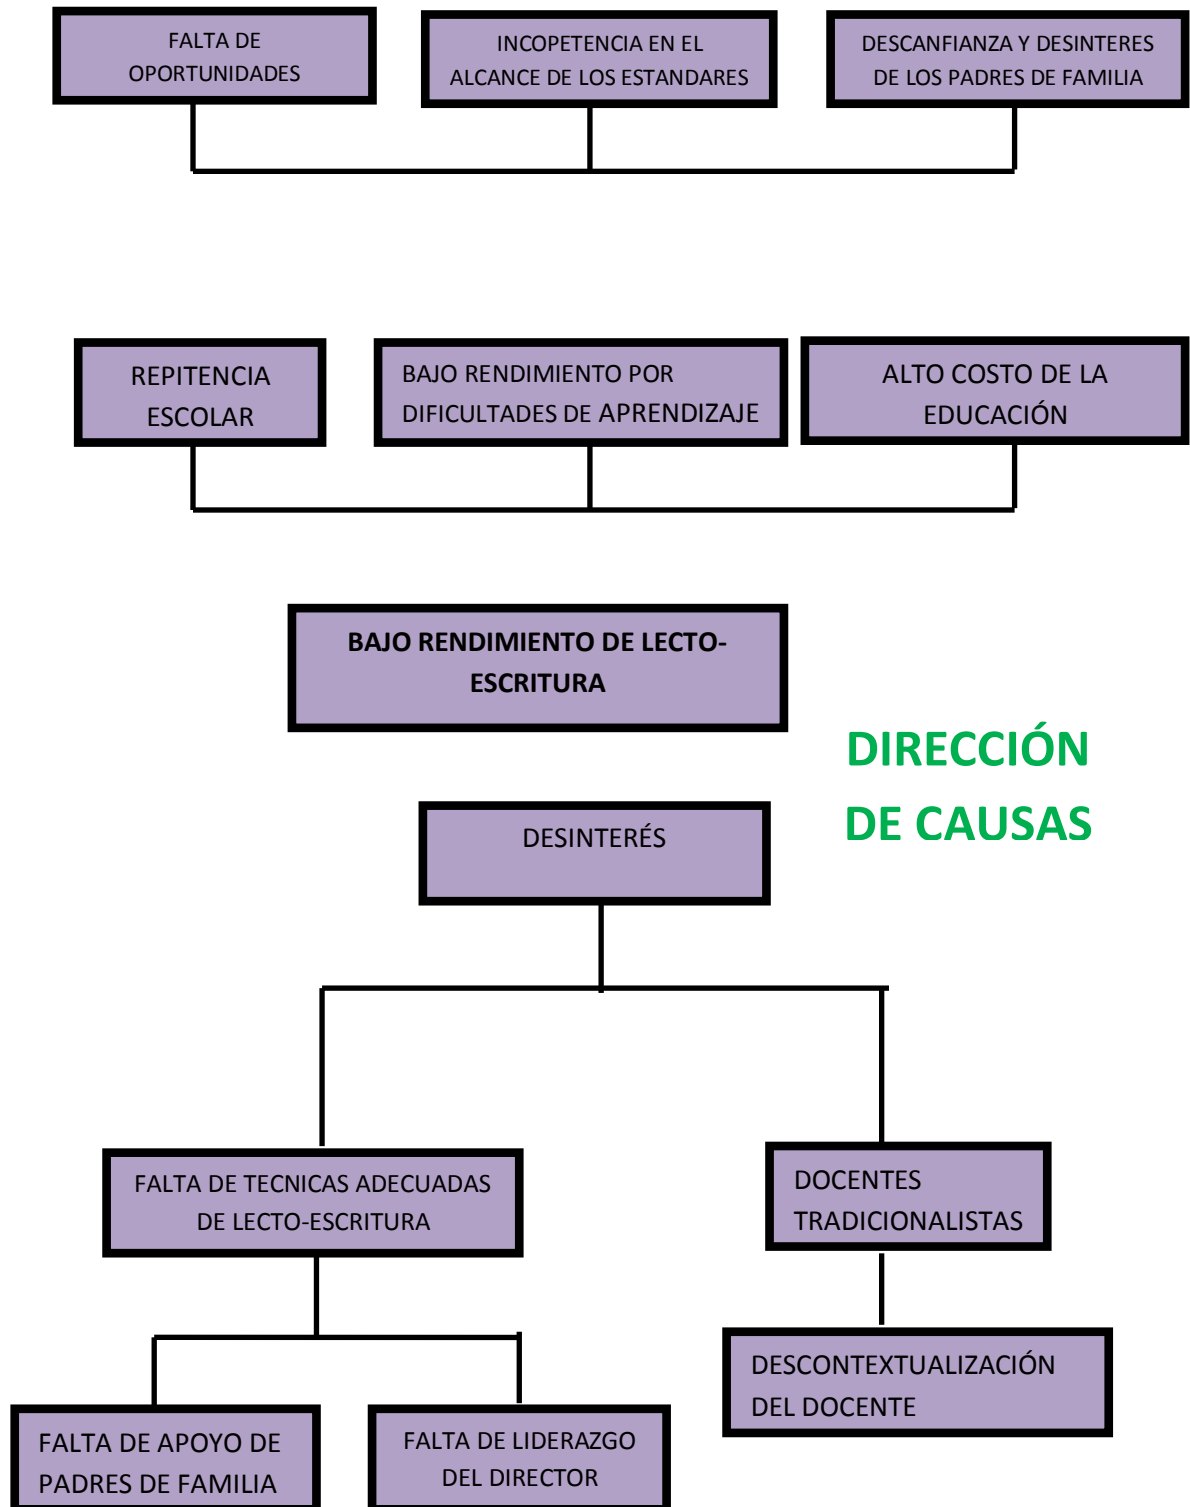 FALTA DE
OPORTUNIDADES
INCOPETENCIA EN EL
ALCANCE DE LOS ESTANDARES
DESCANFIANZA Y DESINTERES
DE LOS PADRES DE FAMILIA
REPITENCIA
ESCOLAR
BAJO RENDIMIENTO POR
DIFICULTADES DE APRENDIZAJE
ALTO COSTO DE LA
EDUCACIÓN
BAJO RENDIMIENTO DE LECTO-
ESCRITURA
DIRECCIÓN
DE CAUSAS
DESINTERÉS
FALTA DE TECNICAS ADECUADAS
DE LECTO-ESCRITURA
DOCENTES
TRADICIONALISTAS
DESCONTEXTUALIZACIÓN
DEL DOCENTE
FALTA DE APOYO DE
PADRES DE FAMILIA
FALTA DE LIDERAZGO
DEL DIRECTOR